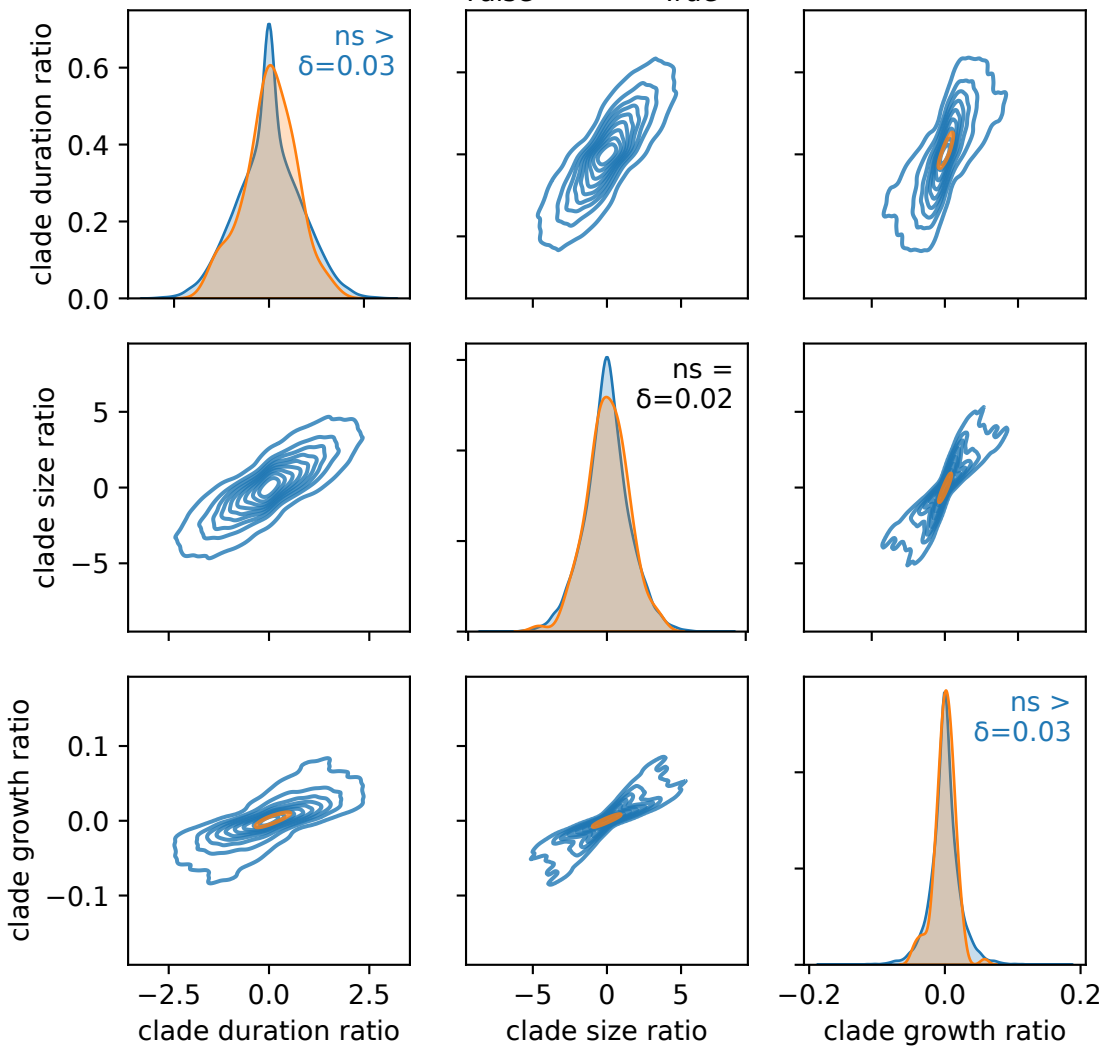 clade duration ratio
0.6
0.4
0.2
0.0
ns >
δ=0.03
clade size ratio
5
0
−5
ns =
δ=0.02
clade growth ratio
0.1
0.0
−0.1
ns >
δ=0.03
−2.5 0.0 2.5
−5 0 5
−0.2 0.0 0.2
clade duration ratio
clade size ratio
clade growth ratio